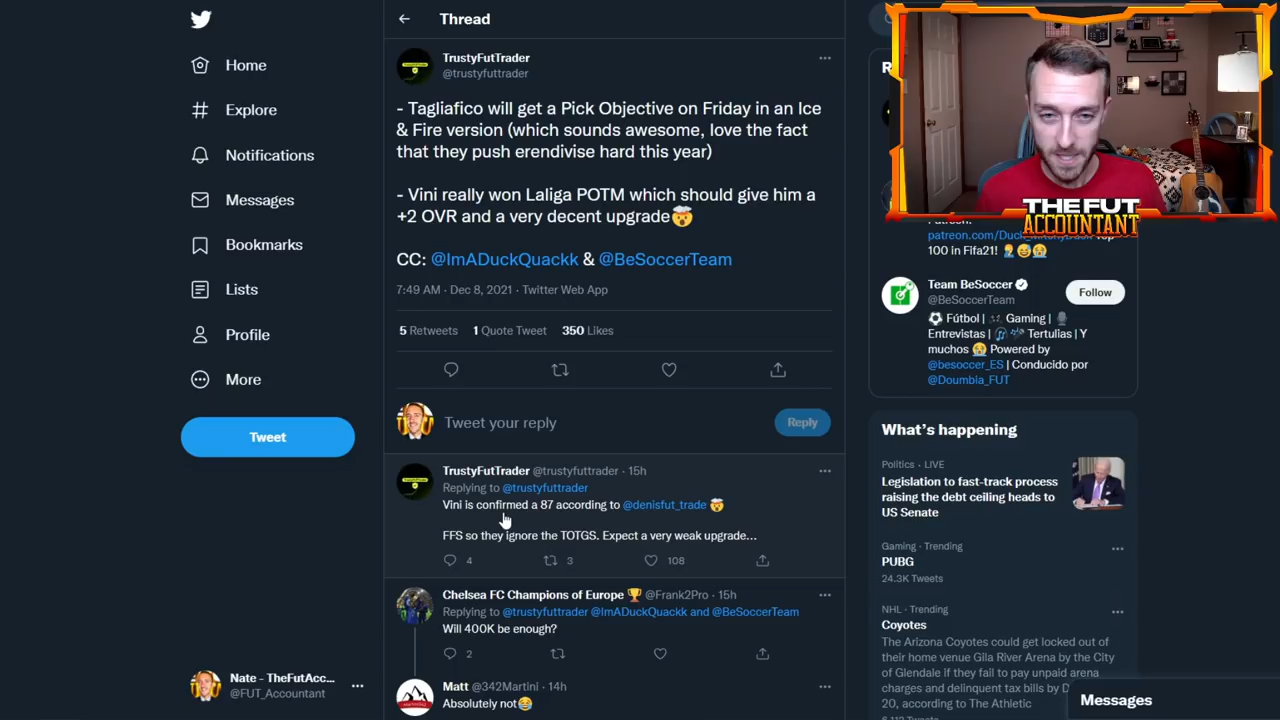 Thread
Home
Explore
Notifications
Messages
Bookmarks
Lists
Profile
More
Tweet
Nate - TheFutAcc...
@FUT_Accountant
TrustyFutTrader
@trustyfuttrader
- Tagliafico will get a Pick Objective on Friday in an Ice
& Fire version (which sounds awesome, love the fact
that they push erendivise hard this year)
- Vini really won Laliga POTM which should give him a
+2 OVR and a very decent upgrade🤯
CC: @ImADuckQuackk & @BeSoccerTeam
7:49 AM · Dec 8, 2021 · Twitter Web App
5 Retweets 1 Quote Tweet 350 Likes
Tweet your reply
Reply
TrustyFutTrader @trustyfuttrader · 15h
Replying to @trustyfuttrader
Vini is confirmed a 87 according to @denisfut_trade 🤯
FFS so they ignore the TOTGS. Expect a very weak upgrade...
4 3 108
Chelsea FC Champions of Europe 🏆 @Frank2Pro · 15h
Replying to @trustyfuttrader @ImADuckQuackk and @BeSoccerTeam
Will 400K be enough?
2
Matt @342Martini · 14h
Absolutely not😂
THE FUT
ACCOUNTANT
100 in Fifa21! 🤦‍♂️😅😭
Team BeSoccer
@BeSoccerTeam
Follow
⚽ Fútbol | 🎮 Gaming | 🎙
Entrevistas | 🎶 Tertulias | Y
muchos 😭 Powered by
@besoccer_ES | Conducido por
@Doumbia_FUT
What's happening
Politics · LIVE
Legislation to fast-track process
raising the debt ceiling heads to
US Senate
Gaming · Trending
PUBG
24.3K Tweets
NHL · Trending
Coyotes
The Arizona Coyotes could get locked out of
their home venue Gila River Arena by the City
of Glendale if they fail to pay unpaid arena
charges and delinquent tax bills by D
20, according to The Athletic
Messages